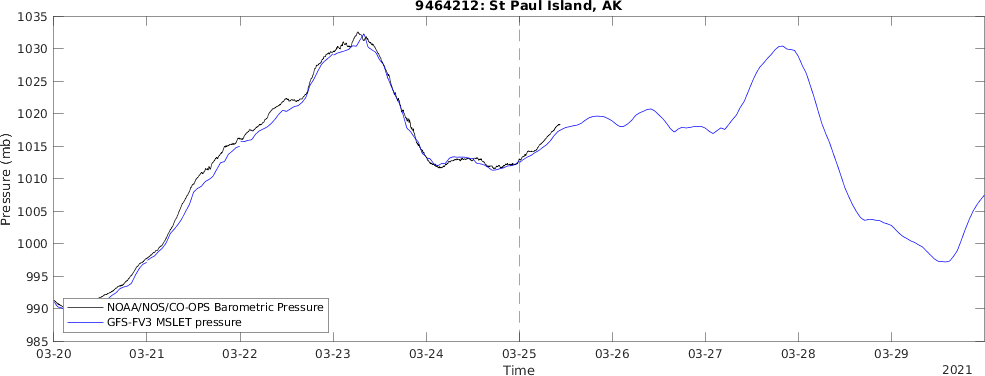 9464212: St Paul Island, AK
1035
1030
1025
1020
1015
1010
1005
1000
995
990
985
Pressure (mb)
NOAA/NOS/CO-OPS Barometric Pressure
GFS-FV3 MSLET pressure
03-20 03-21 03-22 03-23 03-24 03-25 03-26 03-27 03-28 03-29
Time
2021